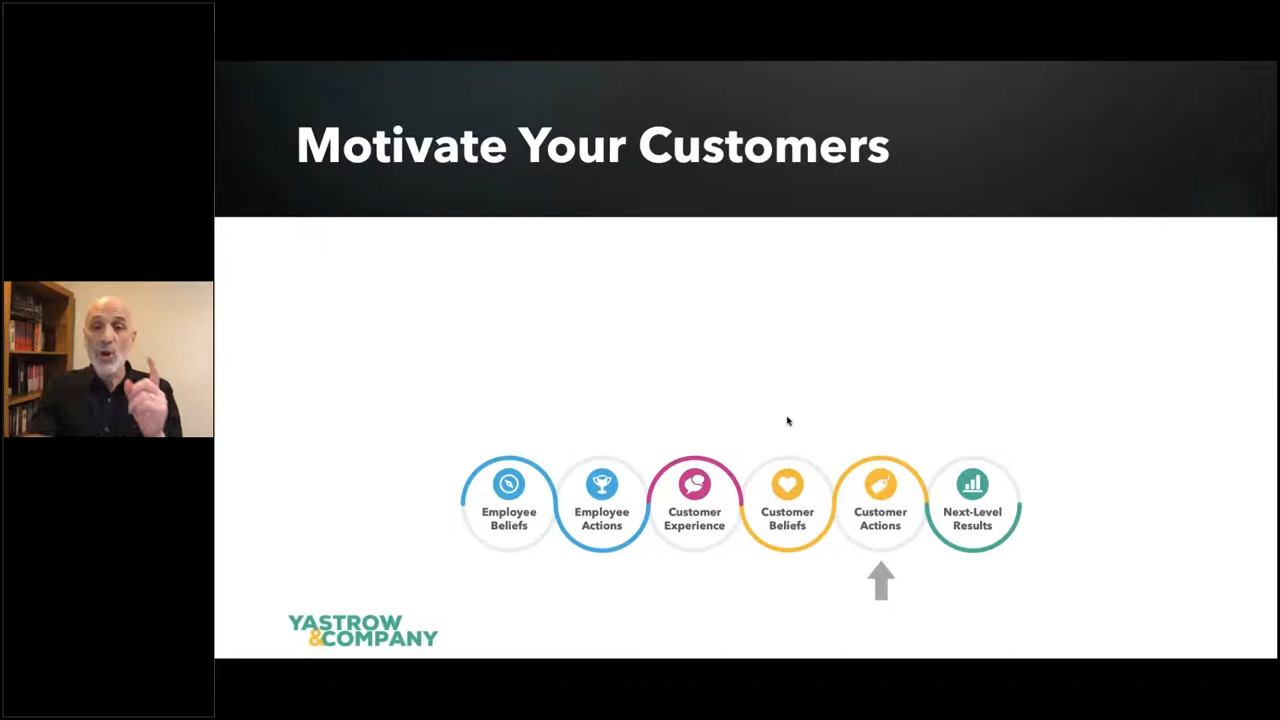 Motivate Your Customers
Employee
Beliefs
Employee
Actions
Customer
Experience
Customer
Beliefs
Customer
Actions
Next-Level
Results
YASTROW
&COMPANY